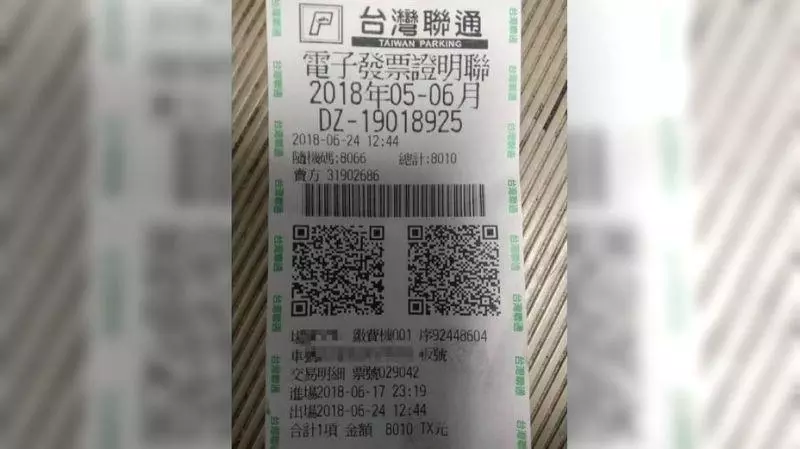 台灣聯通
TAIWAN PARKING
電子發票證明聯
2018年05-06月
DZ-19018925
2018-06-24 12:44
隨機碼:8066 總計:8010
賣方 31902686
繳費機001 序92448604
車號 板號
交易明細 票號029042
進場2018-06-17 23:19
出場2018-06-24 12:44
合計1項 金額 8010 TX元